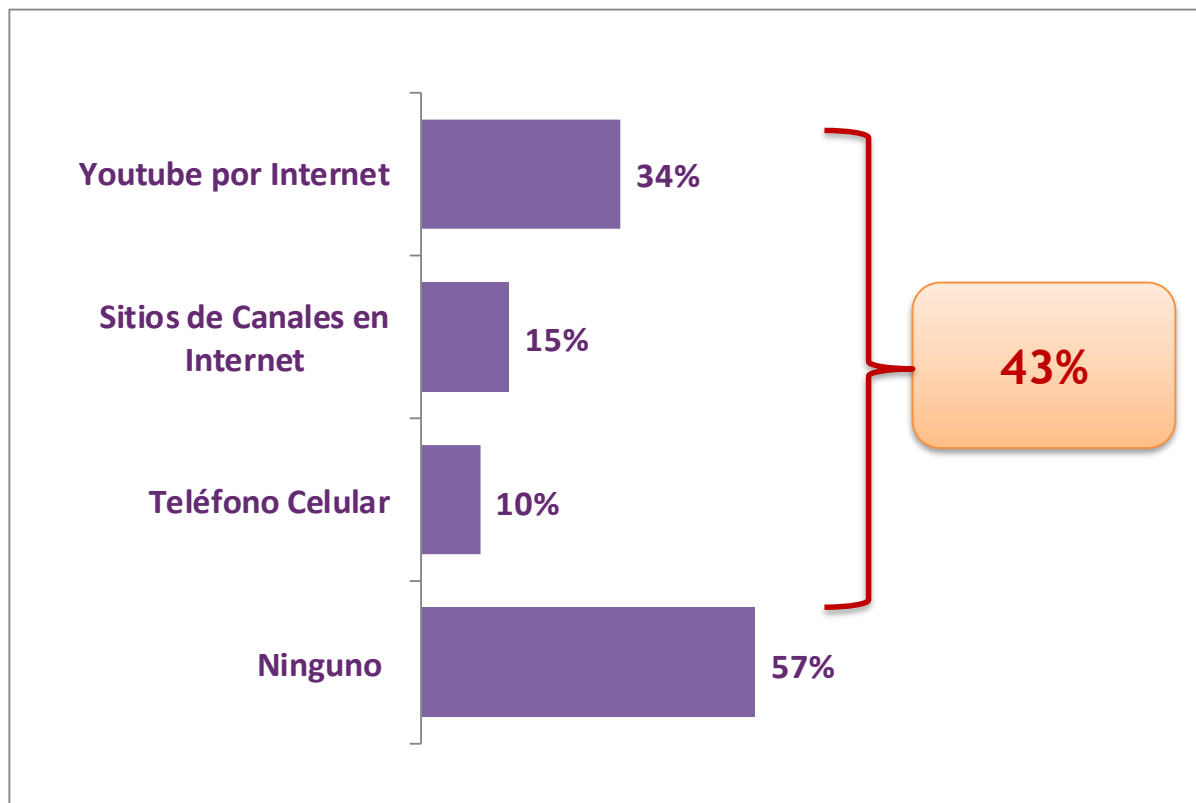 Youtube por Internet
34%
Sitios de Canales en
Internet
15%
Teléfono Celular
10%
Ninguno
57%
43%